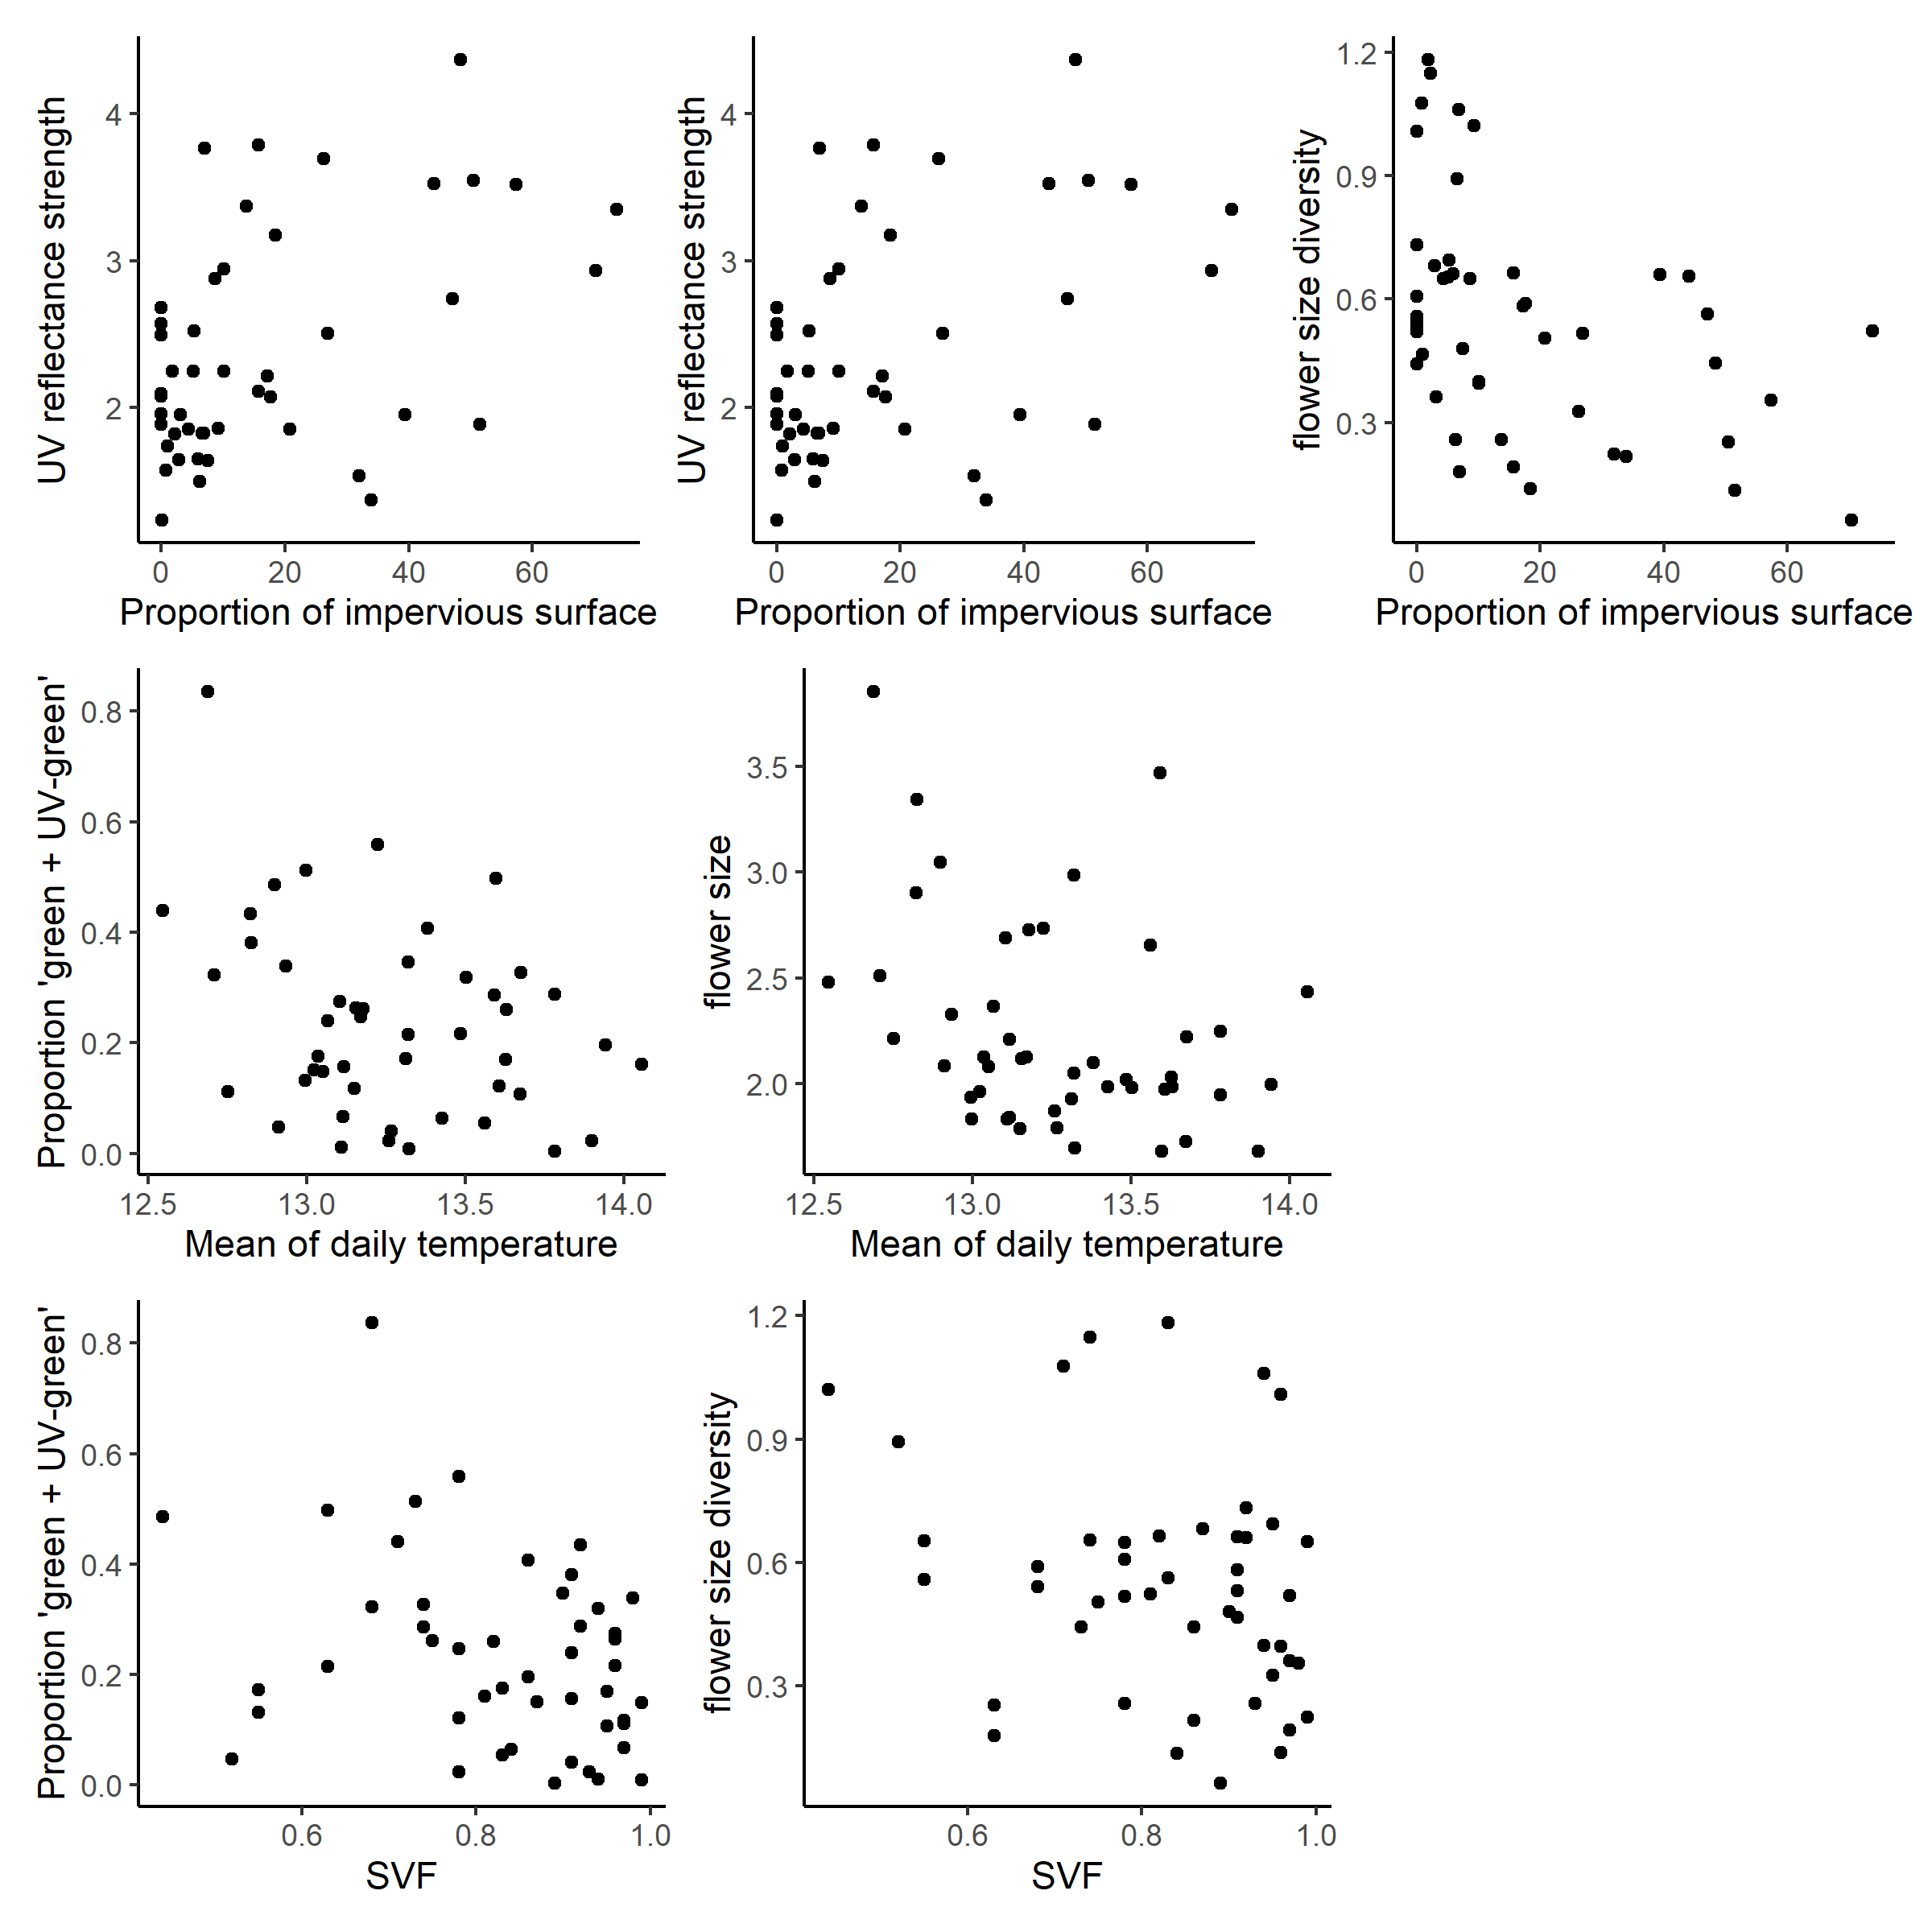 UV reflectance strength
4
3
2
0 20 40 60
Proportion of impervious surface
UV reflectance strength
4
3
2
0 20 40 60
Proportion of impervious surface
flower size diversity
1.2
0.9
0.6
0.3
0 20 40 60
Proportion of impervious surface
Proportion 'green + UV-green'
0.8
0.6
0.4
0.2
0.0
12.5 13.0 13.5 14.0
Mean of daily temperature
flower size
3.5
3.0
2.5
2.0
12.5 13.0 13.5 14.0
Mean of daily temperature
Proportion 'green + UV-green'
0.8
0.6
0.4
0.2
0.0
0.6 0.8 1.0
SVF
flower size diversity
1.2
0.9
0.6
0.3
0.6 0.8 1.0
SVF